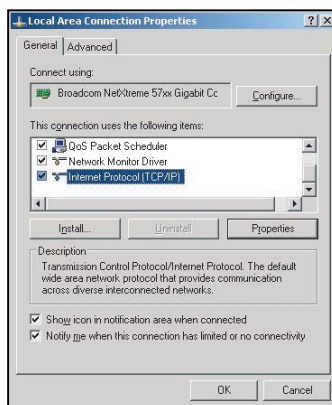 Local Area Connection Properties
General Advanced
Connect using:
Broadcom NetXtreme 57xx Gigabit Cc Configure...
This connection uses the following items:
QoS Packet Scheduler
Network Monitor Driver
Internet Protocol (TCP/IP)
Install... Uninstall Properties
Description
Transmission Control Protocol/Internet Protocol. The default
wide area network protocol that provides communication
across diverse interconnected networks.
Show icon in notification area when connected
Notify me when this connection has limited or no connectivity
OK Cancel